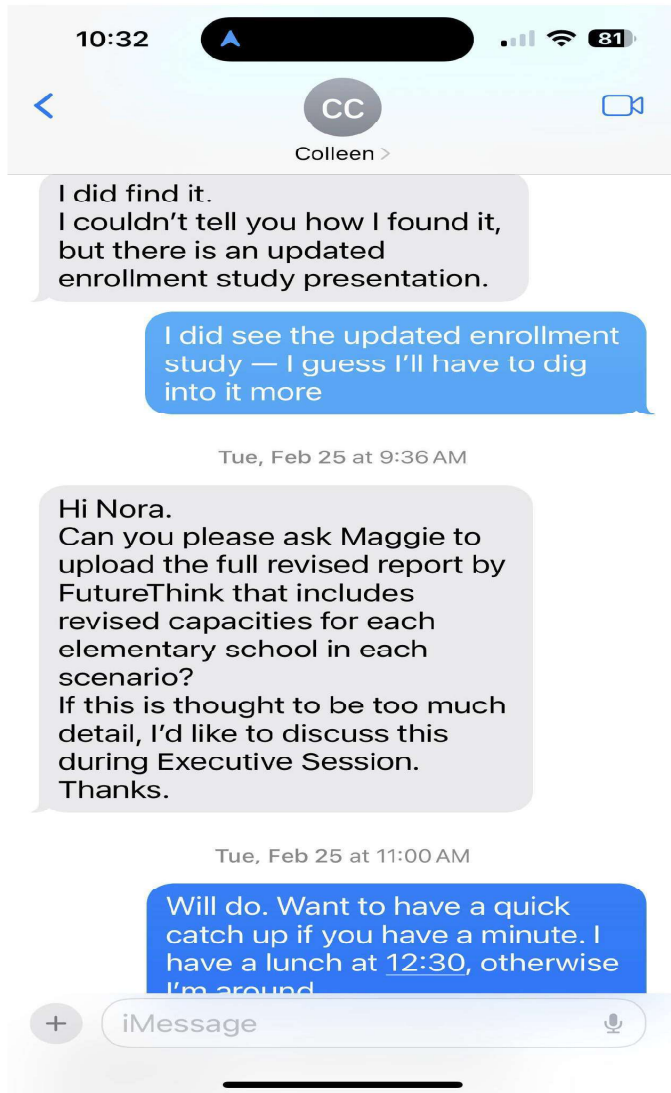 10:32
81
CC
Colleen >
I did find it.
I couldn't tell you how I found it,
but there is an updated
enrollment study presentation.
I did see the updated enrollment
study — I guess I'll have to dig
into it more
Tue, Feb 25 at 9:36 AM
Hi Nora.
Can you please ask Maggie to
upload the full revised report by
FutureThink that includes
revised capacities for each
elementary school in each
scenario?
If this is thought to be too much
detail, I'd like to discuss this
during Executive Session.
Thanks.
Tue, Feb 25 at 11:00 AM
Will do. Want to have a quick
catch up if you have a minute. I
have a lunch at 12:30, otherwise
I'm around
iMessage